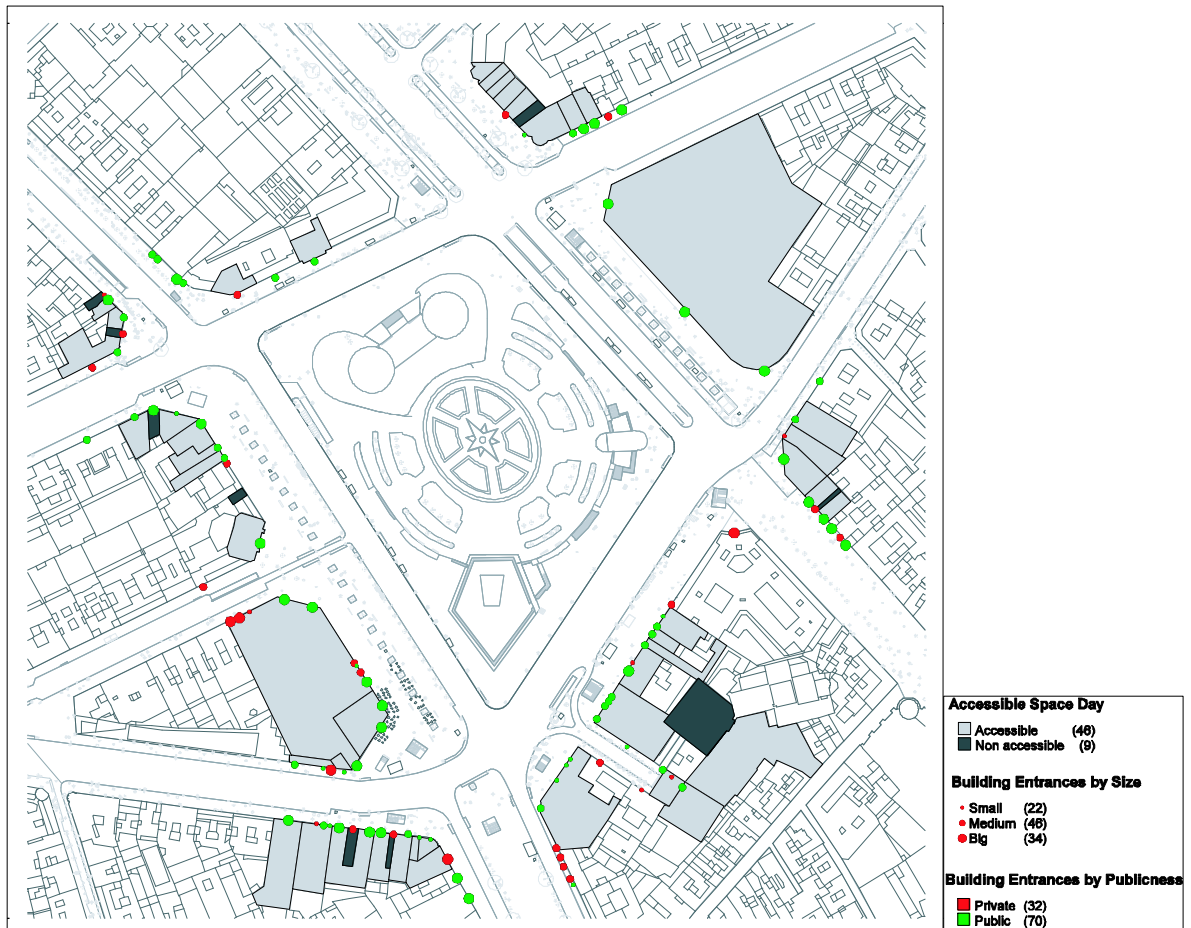 Accessible Space Day
Accessible (46)
Non accessible (9)
Building Entrances by Size
Small (22)
Medium (46)
Big (34)
Building Entrances by Publicness
Private (32)
Public (70)